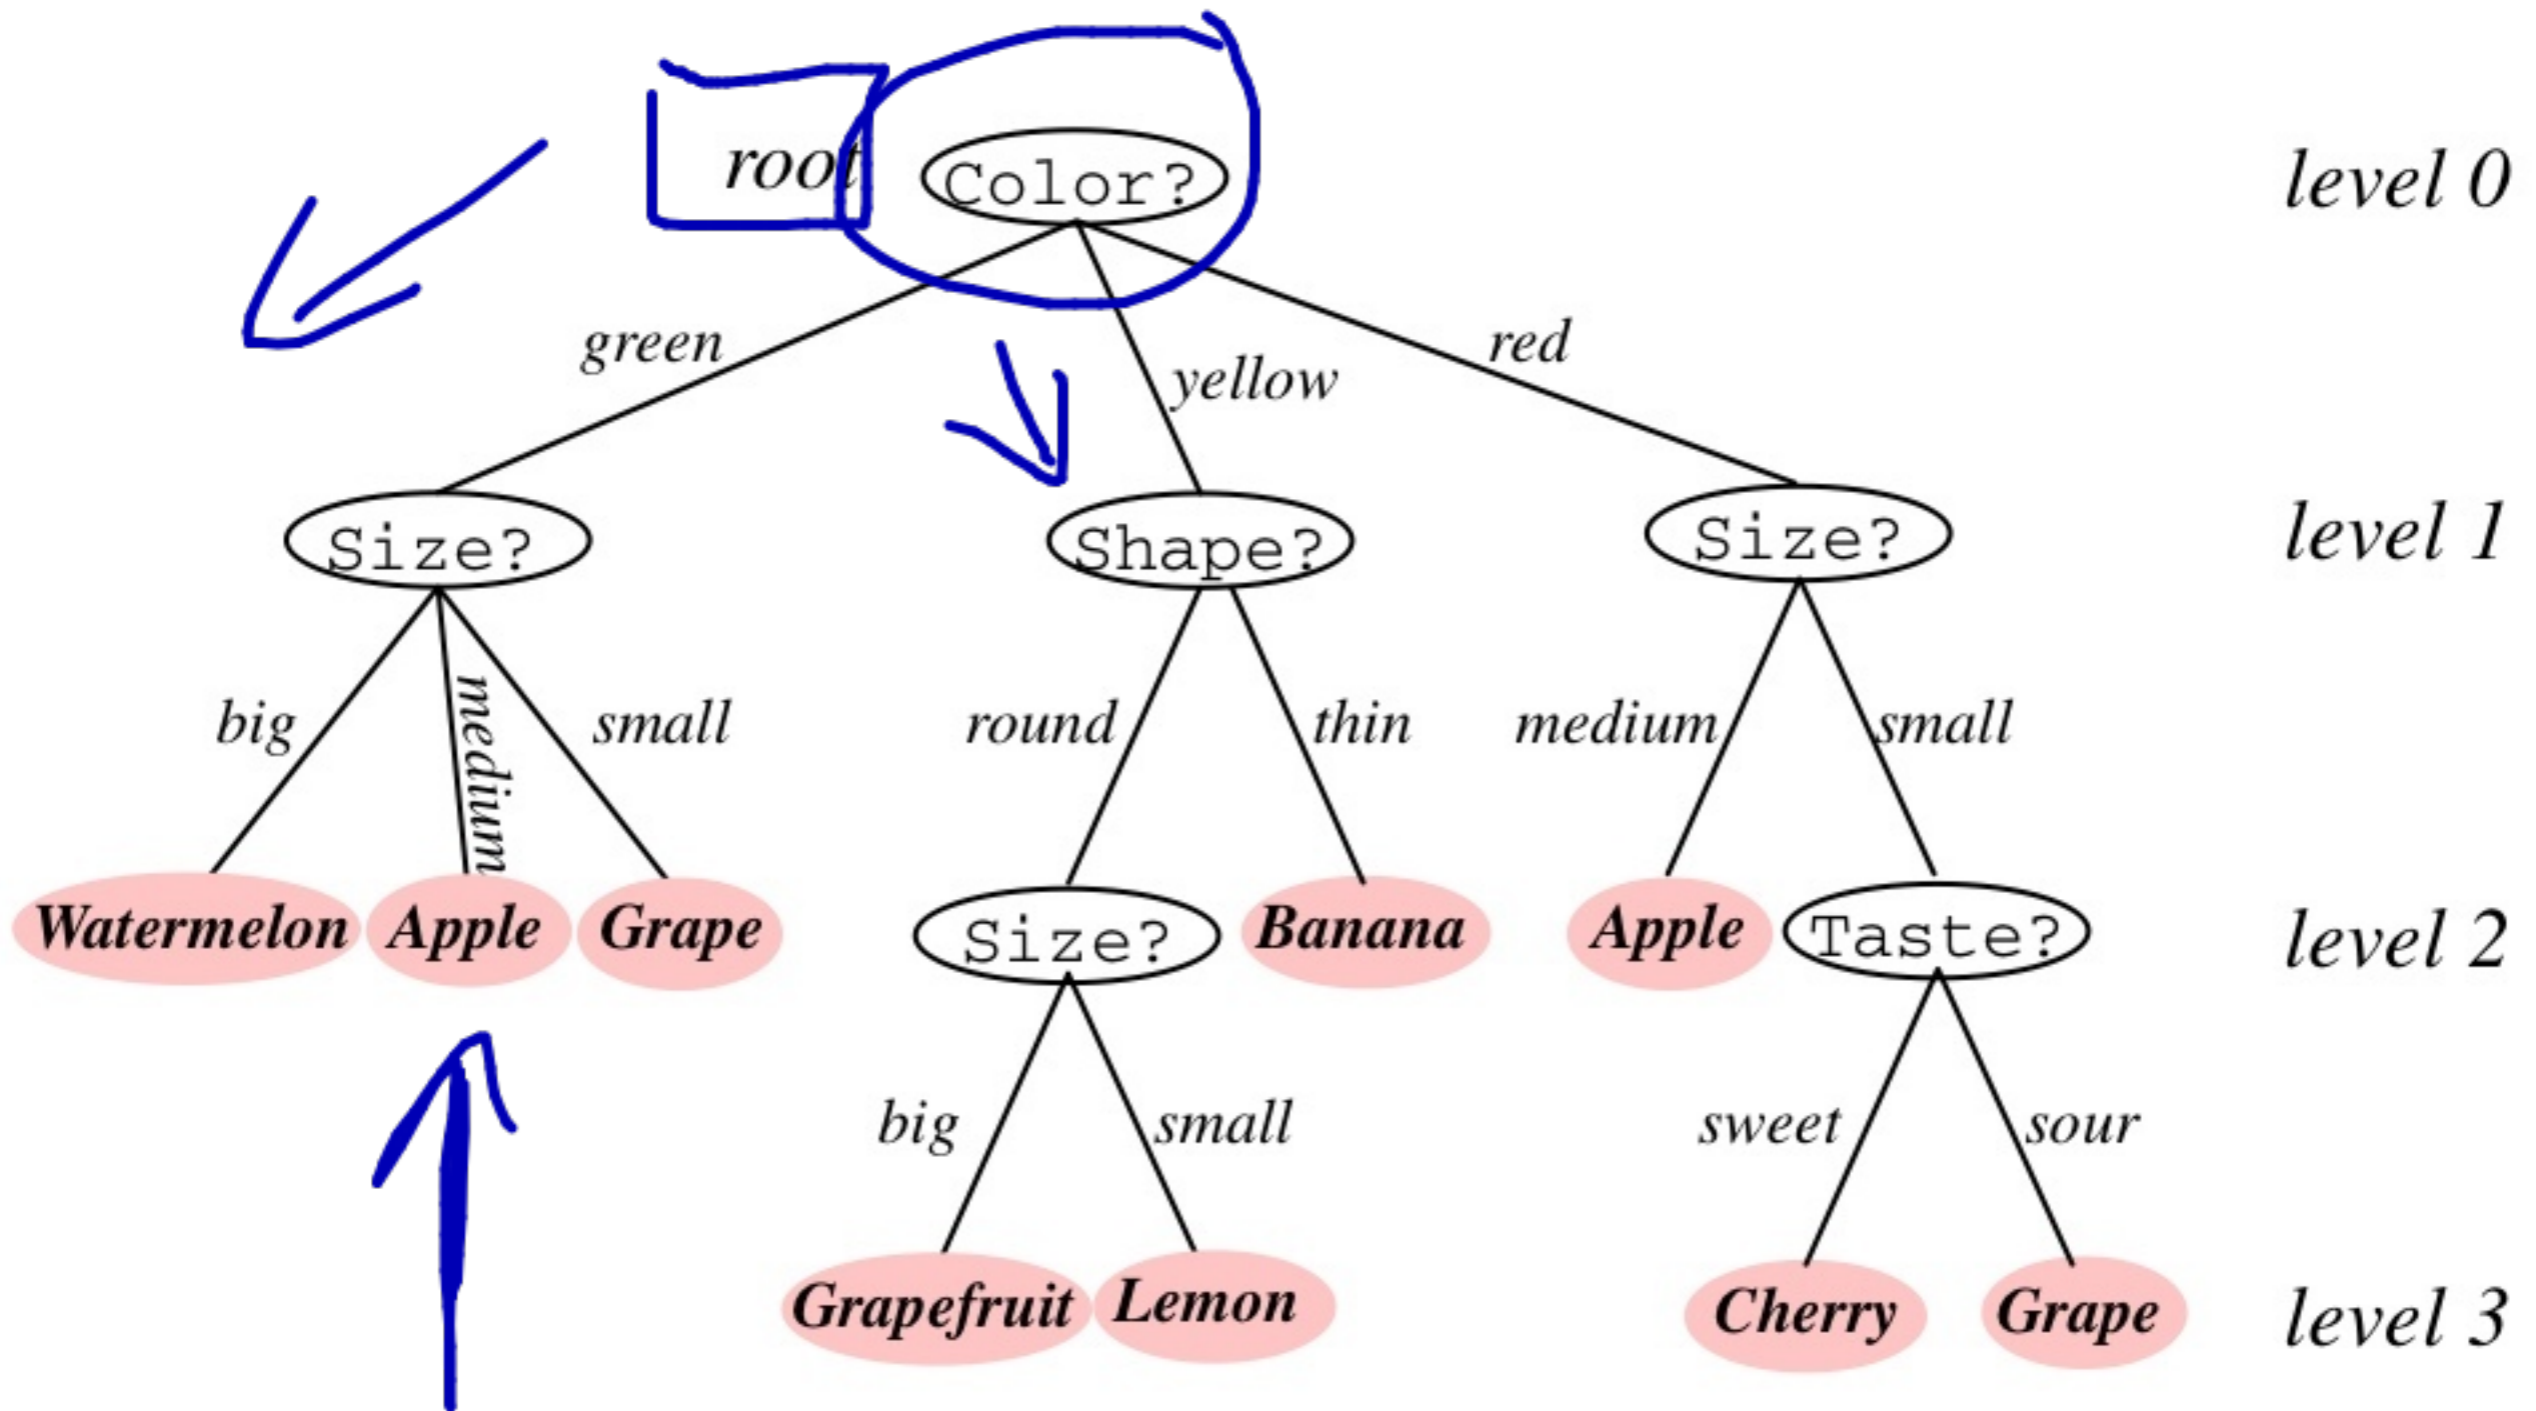 root Color? level 0
green yellow red
Size? Shape? Size? level 1
big medium small round thin medium small
Watermelon Apple Grape Size? Banana Apple Taste? level 2
big small sweet sour
Grapefruit Lemon Cherry Grape level 3